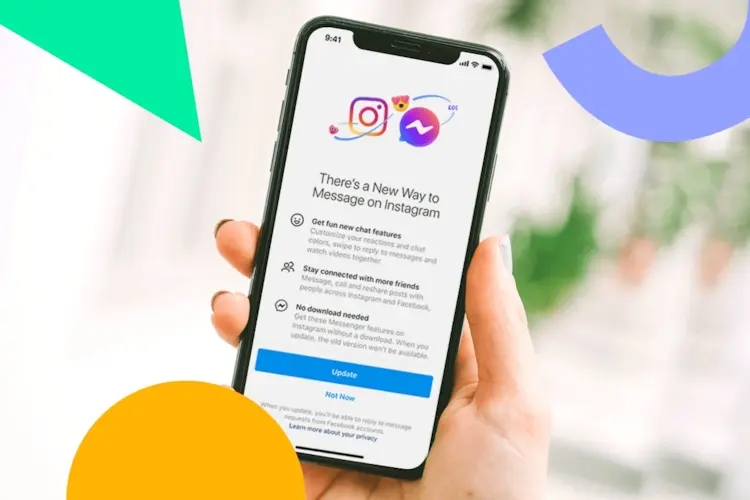 9:41
There's a New Way to
Message on Instagram
Get fun new chat features
Customize your reactions and chat
colors, swipe to reply to messages and
watch videos together.
Stay connected with more friends
Message, call and reshare posts with
people across Instagram and Facebook.
No download needed
Get these Messenger features on
Instagram without a download. When you
update, the old version won't be available.
Update
Not Now
When you update, you'll be able to reply to message
requests from Facebook accounts.
Learn more about your privacy